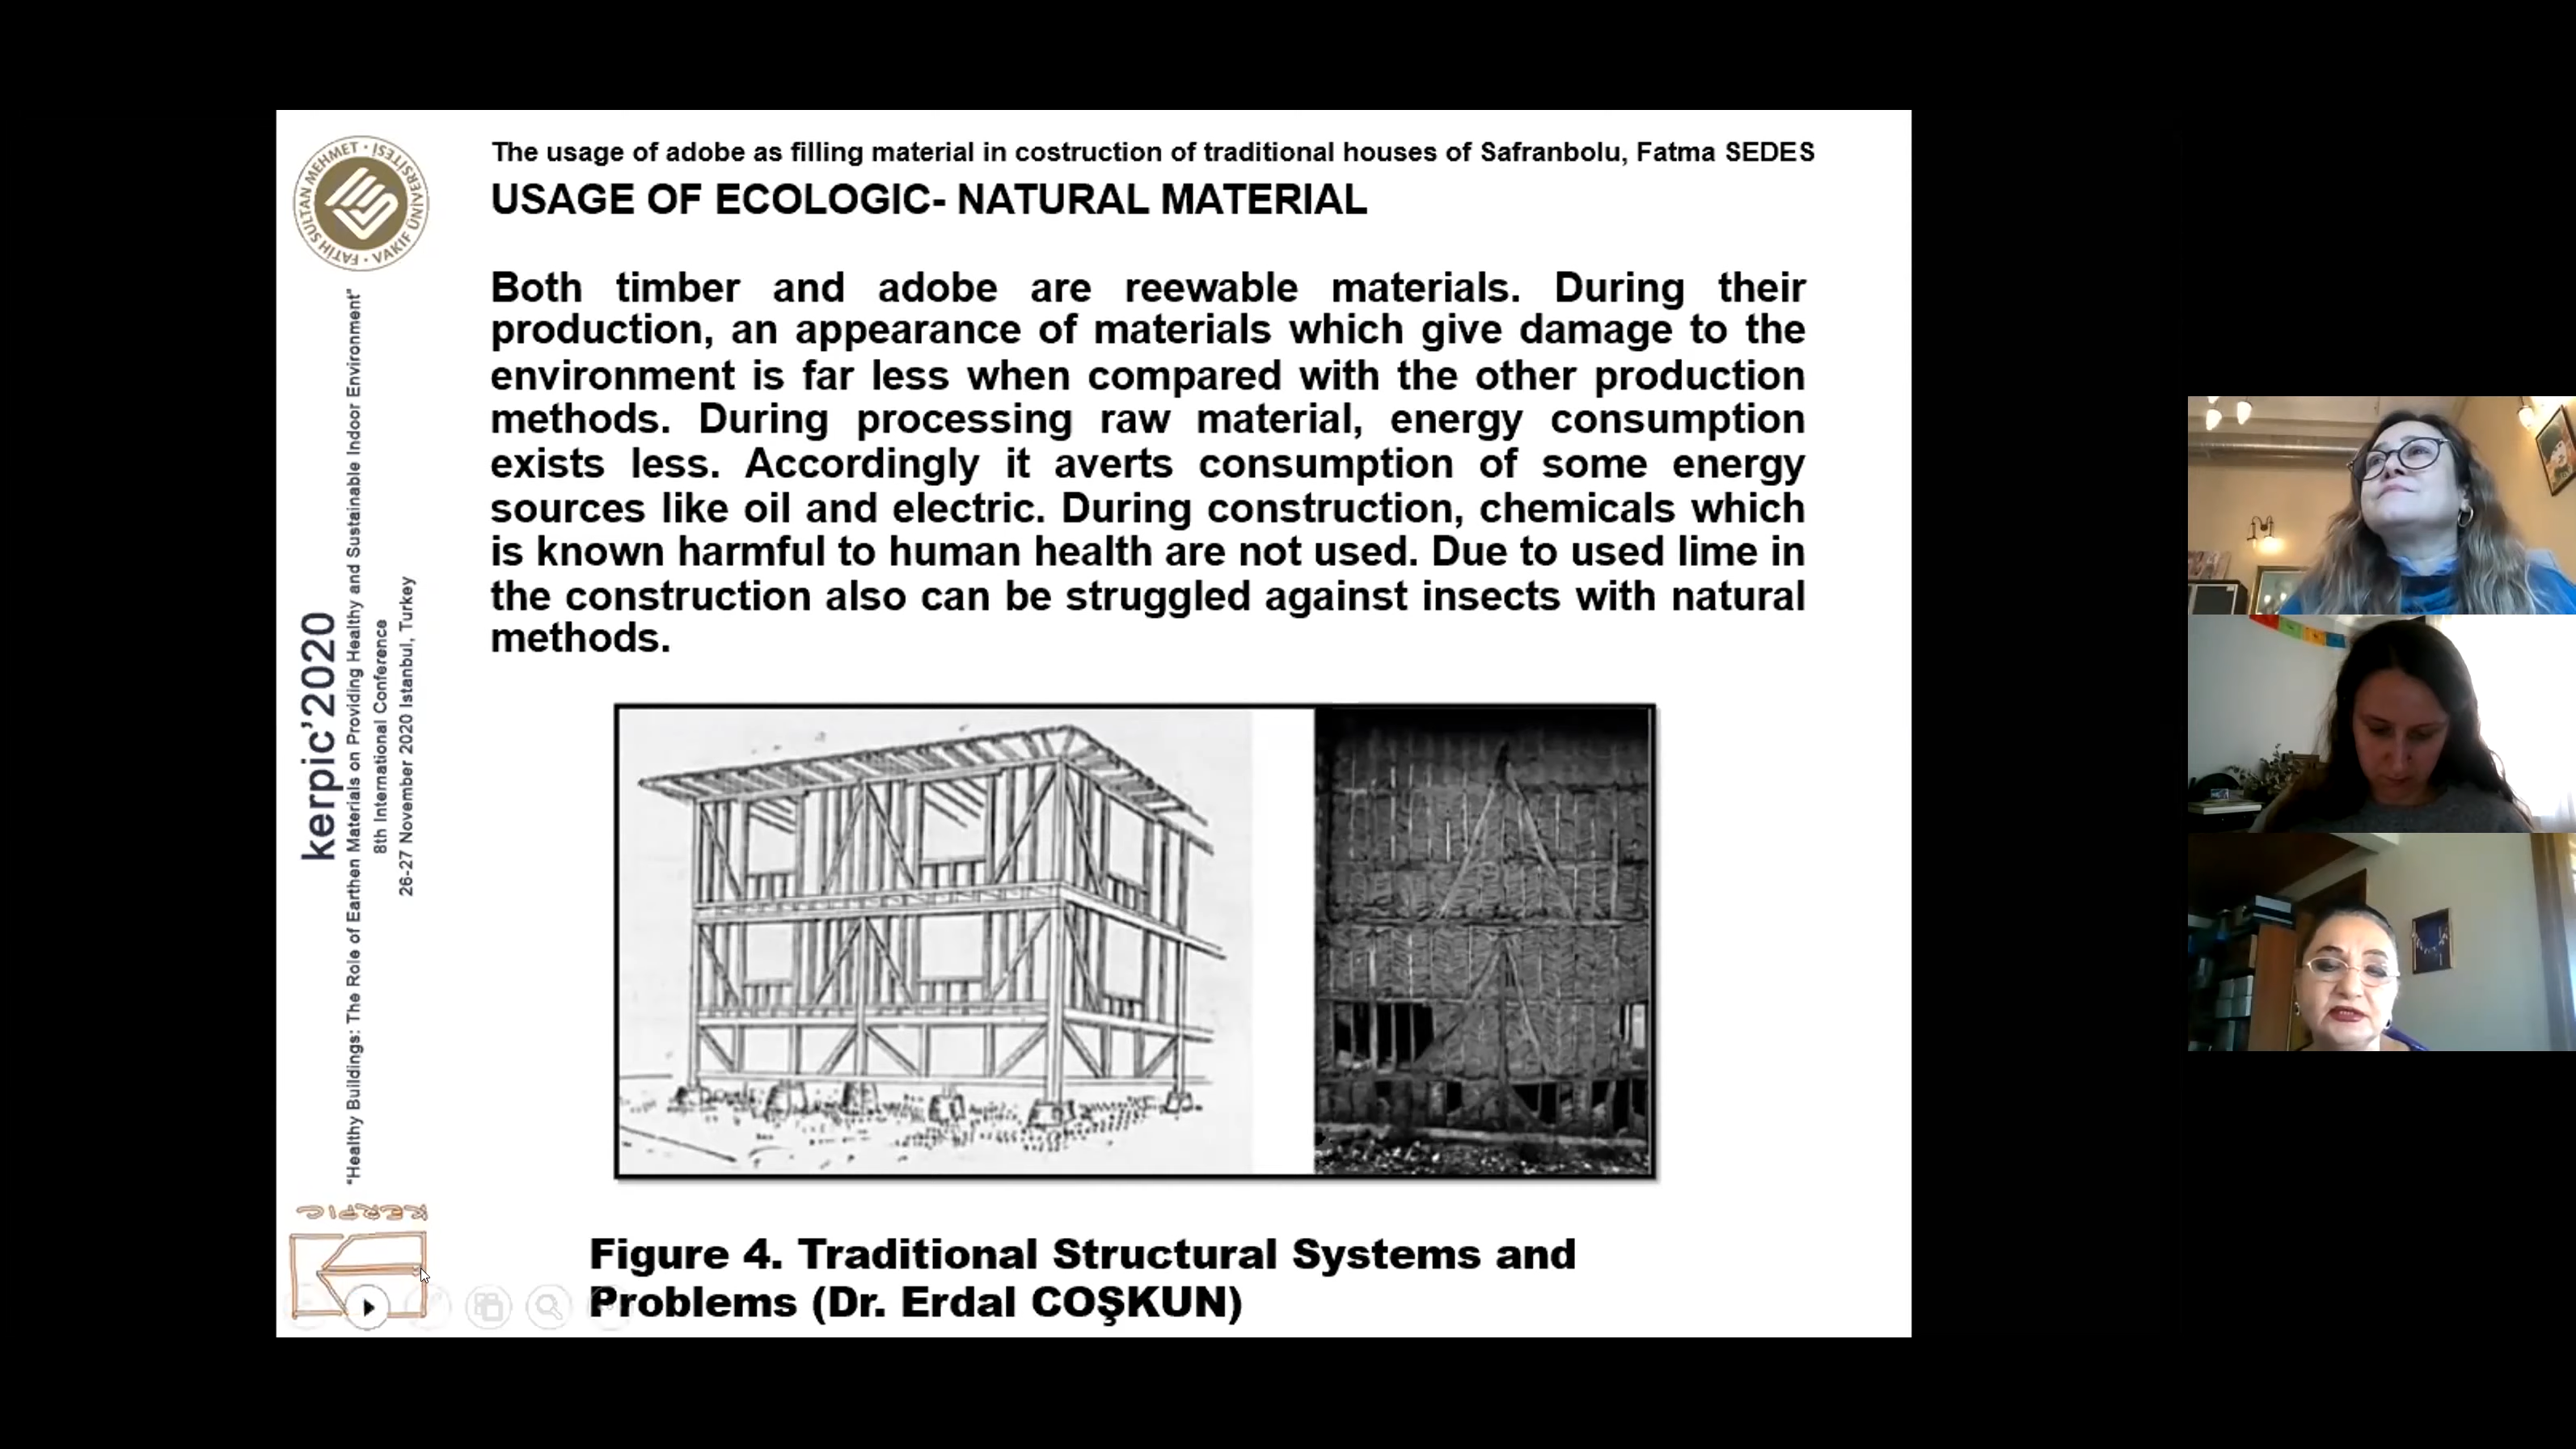 FATİH SULTAN MEHMET · VAKIF ÜNİVERSİTESİ ·
The usage of adobe as filling material in costruction of traditional houses of Safranbolu, Fatma SEDES
USAGE OF ECOLOGIC- NATURAL MATERIAL
Both timber and adobe are reewable materials. During their
production, an appearance of materials which give damage to the
environment is far less when compared with the other production
methods. During processing raw material, energy consumption
exists less. Accordingly it averts consumption of some energy
sources like oil and electric. During construction, chemicals which
is known harmful to human health are not used. Due to used lime in
the construction also can be struggled against insects with natural
methods.
kerpic’2020
"Healthy Buildings: The Role of Earthen Materials on Providing Healthy and Sustainable Indoor Environment"
8th International Conference
26-27 November 2020 Istanbul, Turkey
KERPIC
Figure 4. Traditional Structural Systems and
Problems (Dr. Erdal COŞKUN)